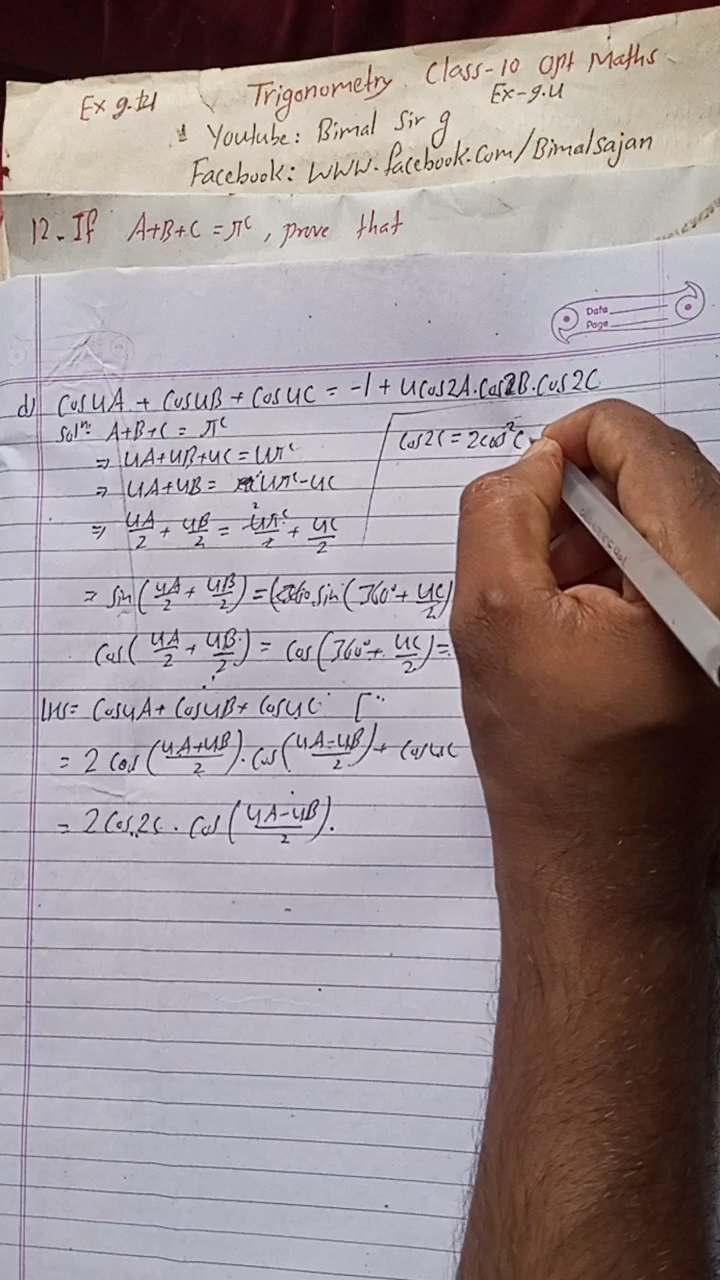 Ex 9.4
Trigonometry Class-10 Opt Maths
Ex-9.4
Youtube: Bimal Sir g
Facebook: WWW.facebook.Com/Bimalsajan
12. If A+B+C = π^c, prove that
Date
Page
d) Cos4A + Cos4B + Cos4C = -1 + 4Cos2A.Cos2B.Cos2C
Solⁿ: A+B+C = π^c
⇒ 4A+4B+4C = 4π^c
⇒ 4A+4B = 4π^c-4C
⇒ 4A/2 + 4B/2 = 4π^c/2 + 4C/2
Cos2C = 2cos²C -
⇒ Sin(4A/2 + 4B/2) = Sin(360° + 4C/2)
Cos(4A/2 + 4B/2) = Cos(360° + 4C/2) =
LHS = Cos4A + Cos4B + Cos4C [∵
= 2 Cos(4A+4B/2). Cos(4A-4B/2) + Cos4C
= 2 Cos2C . Cos(4A-4B/2).